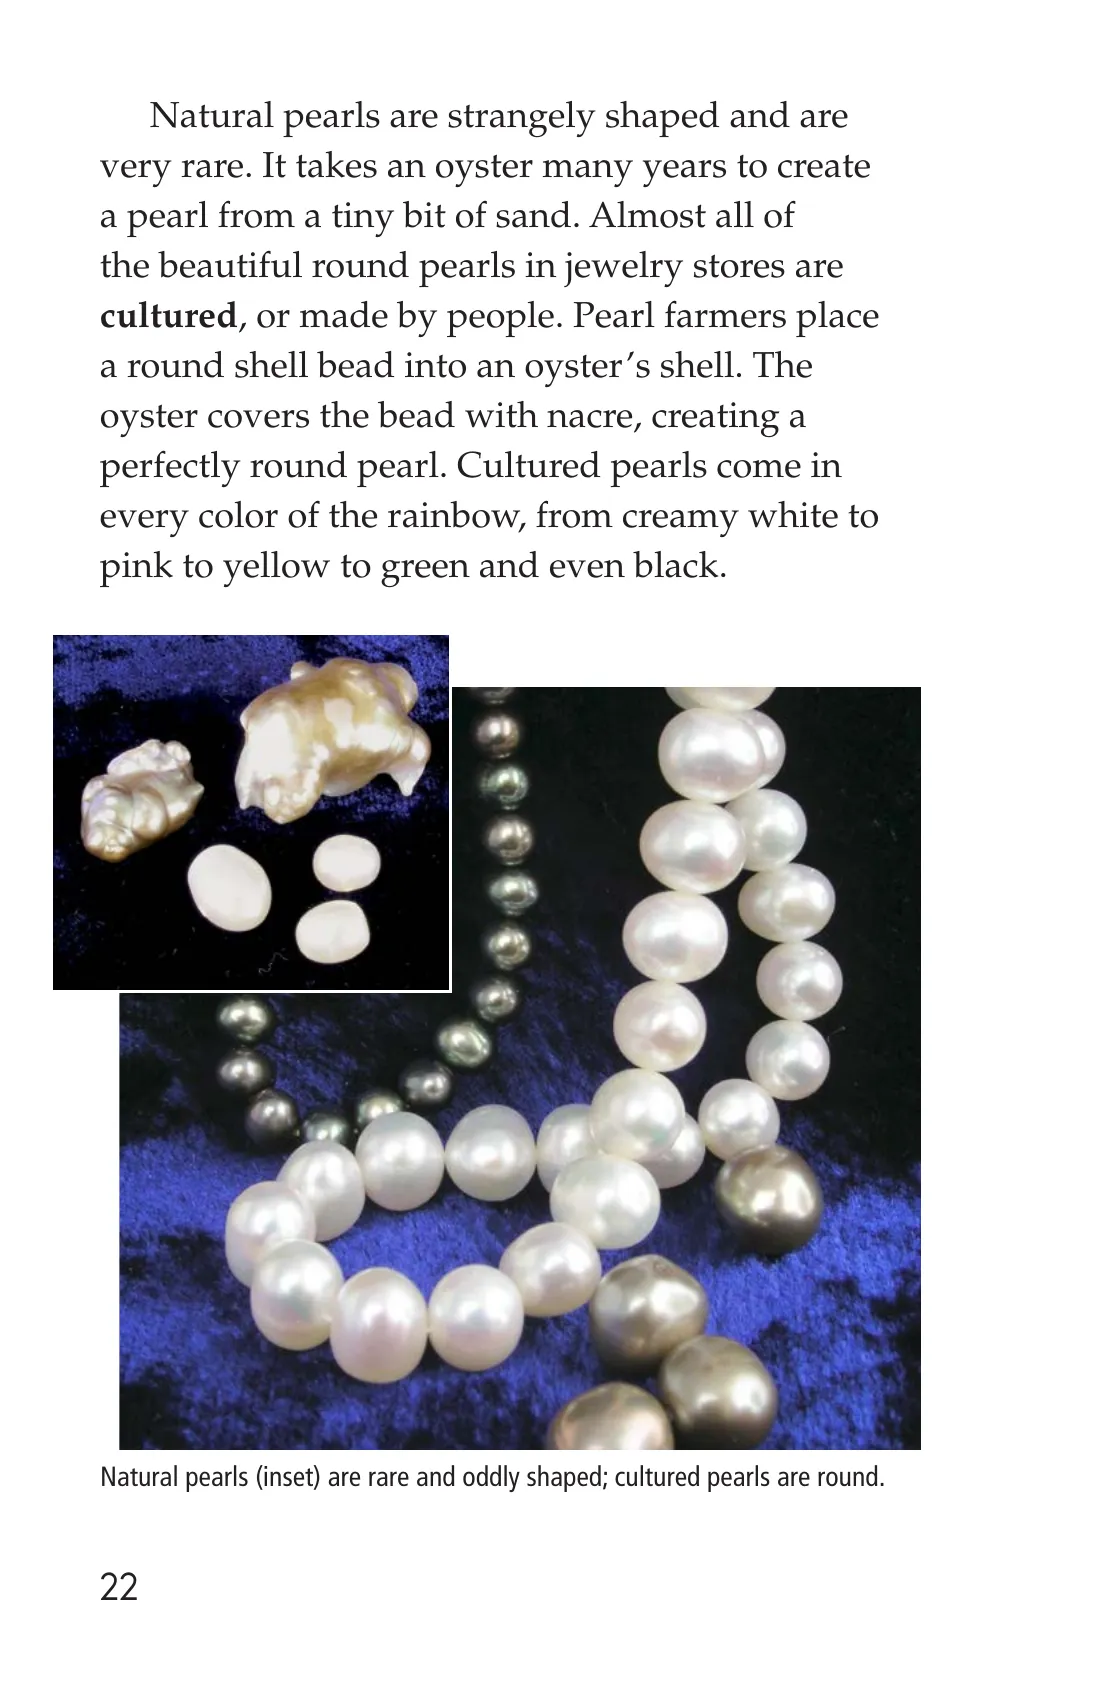 Natural pearls are strangely shaped and are
very rare. It takes an oyster many years to create
a pearl from a tiny bit of sand. Almost all of
the beautiful round pearls in jewelry stores are
cultured, or made by people. Pearl farmers place
a round shell bead into an oyster’s shell. The
oyster covers the bead with nacre, creating a
perfectly round pearl. Cultured pearls come in
every color of the rainbow, from creamy white to
pink to yellow to green and even black.
Natural pearls (inset) are rare and oddly shaped; cultured pearls are round.
22